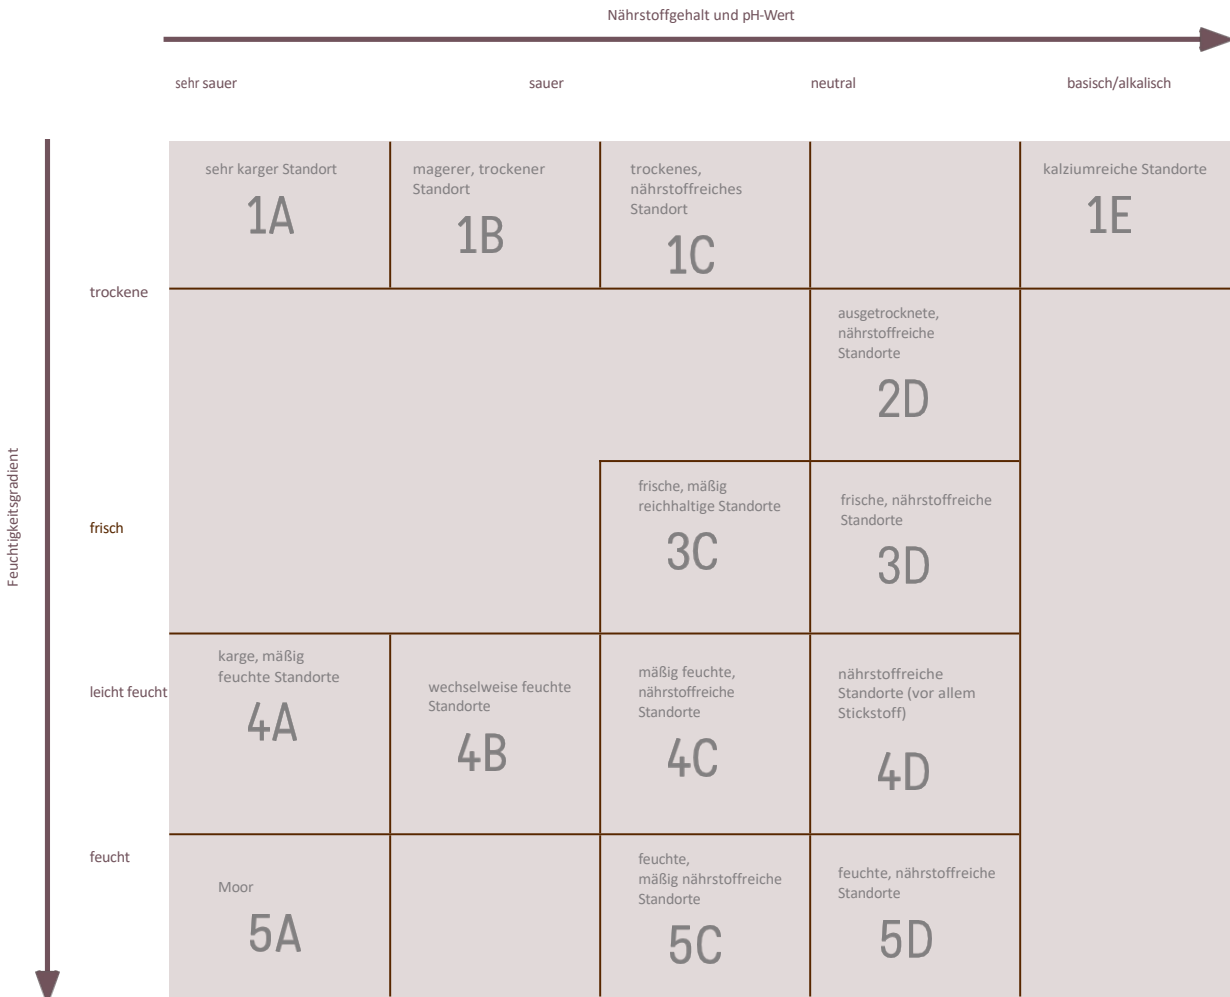 Nährstoffgehalt und pH-Wert
sehr sauer
sauer
neutral
basisch/alkalisch
sehr karger Standort
1A
magerer, trockener
Standort
1B
trockenes,
nährstoffreiches
Standort
1C
kalziumreiche Standorte
1E
trockene
ausgetrocknete,
nährstoffreiche
Standorte
2D
Feuchtigkeitsgradient
frisch
frische, mäßig
reichhaltige Standorte
3C
frische, nährstoffreiche
Standorte
3D
leicht feucht
karge, mäßig
feuchte Standorte
4A
wechselweise feuchte
Standorte
4B
mäßig feuchte,
nährstoffreiche
Standorte
4C
nährstoffreiche
Standorte (vor allem
Stickstoff)
4D
feucht
Moor
5A
feuchte,
mäßig nährstoffreiche
Standorte
5C
feuchte, nährstoffreiche
Standorte
5D